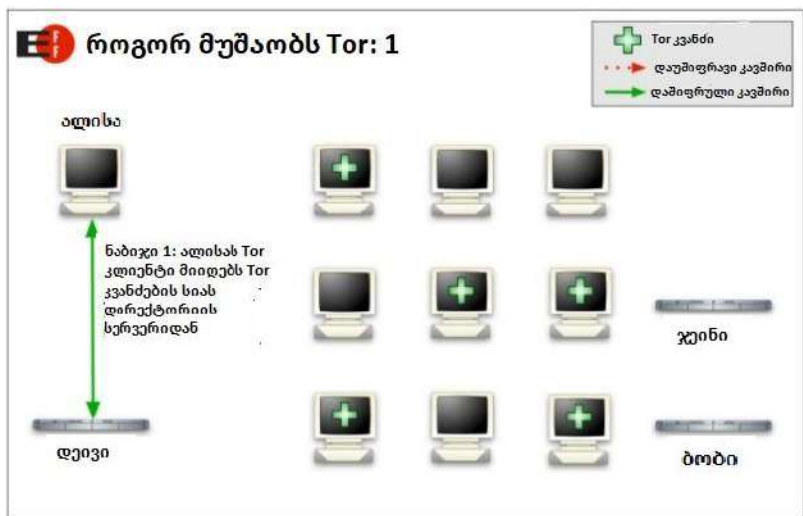 EFF როგორ მუშაობს Tor: 1
Tor კვანძი
დაუშიფრავი კავშირი
დაშიფრული კავშირი
ალისა
ნაბიჯი 1: ალისას Tor
კლიენტი მიიღებს Tor
კვანძების სიას
დირექტორიის
სერვერიდან
ჯეინი
დეივი
ბობი